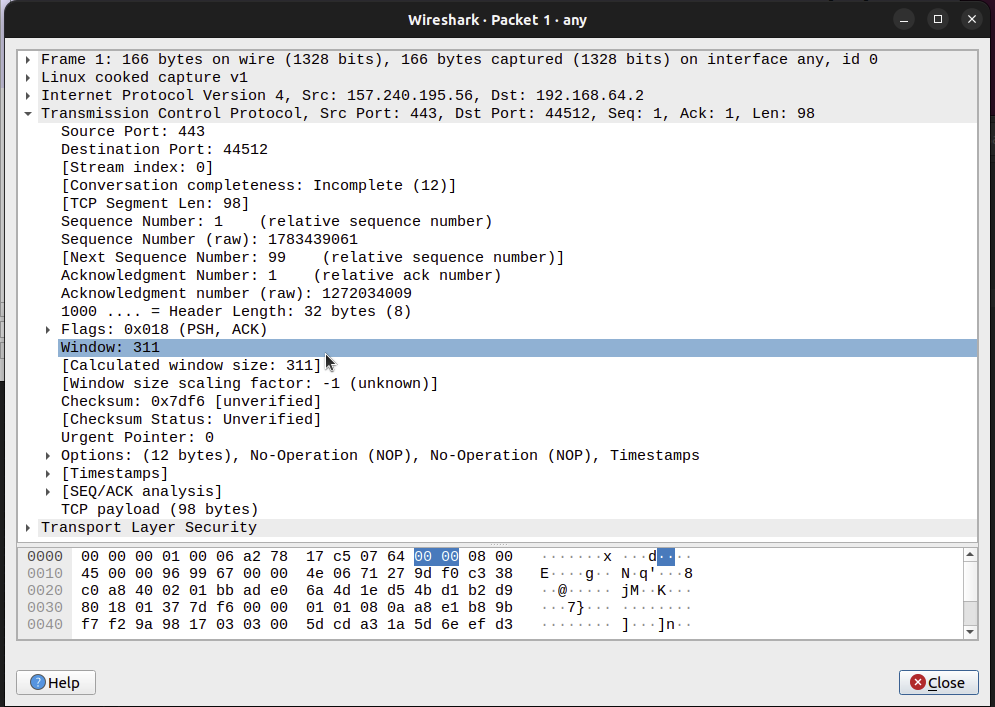 Wireshark · Packet 1 · any
Frame 1: 166 bytes on wire (1328 bits), 166 bytes captured (1328 bits) on interface any, id 0
Linux cooked capture v1
Internet Protocol Version 4, Src: 157.240.195.56, Dst: 192.168.64.2
Transmission Control Protocol, Src Port: 443, Dst Port: 44512, Seq: 1, Ack: 1, Len: 98
Source Port: 443
Destination Port: 44512
[Stream index: 0]
[Conversation completeness: Incomplete (12)]
[TCP Segment Len: 98]
Sequence Number: 1    (relative sequence number)
Sequence Number (raw): 1783439061
[Next Sequence Number: 99    (relative sequence number)]
Acknowledgment Number: 1    (relative ack number)
Acknowledgment number (raw): 1272034009
1000 .... = Header Length: 32 bytes (8)
Flags: 0x018 (PSH, ACK)
Window: 311
[Calculated window size: 311]
[Window size scaling factor: -1 (unknown)]
Checksum: 0x7df6 [unverified]
[Checksum Status: Unverified]
Urgent Pointer: 0
Options: (12 bytes), No-Operation (NOP), No-Operation (NOP), Timestamps
[Timestamps]
[SEQ/ACK analysis]
TCP payload (98 bytes)
Transport Layer Security
0000 00 00 00 01 00 06 a2 78 17 c5 07 64 00 00 08 00 ·······x ···d····
0010 45 00 00 96 99 67 00 00 4e 06 71 27 9d f0 c3 38 E····g·· N·q'···8
0020 c0 a8 40 02 01 bb ad e0 6a 4d 1e d5 4b d1 b2 d9 ··@····· jM··K···
0030 80 18 01 37 7d f6 00 00 01 01 08 0a a8 e1 b8 9b ···7}··· ········
0040 f7 f2 9a 98 17 03 03 00 5d cd a3 1a 5d 6e ef d3 ········ ]···]n··
Help
Close